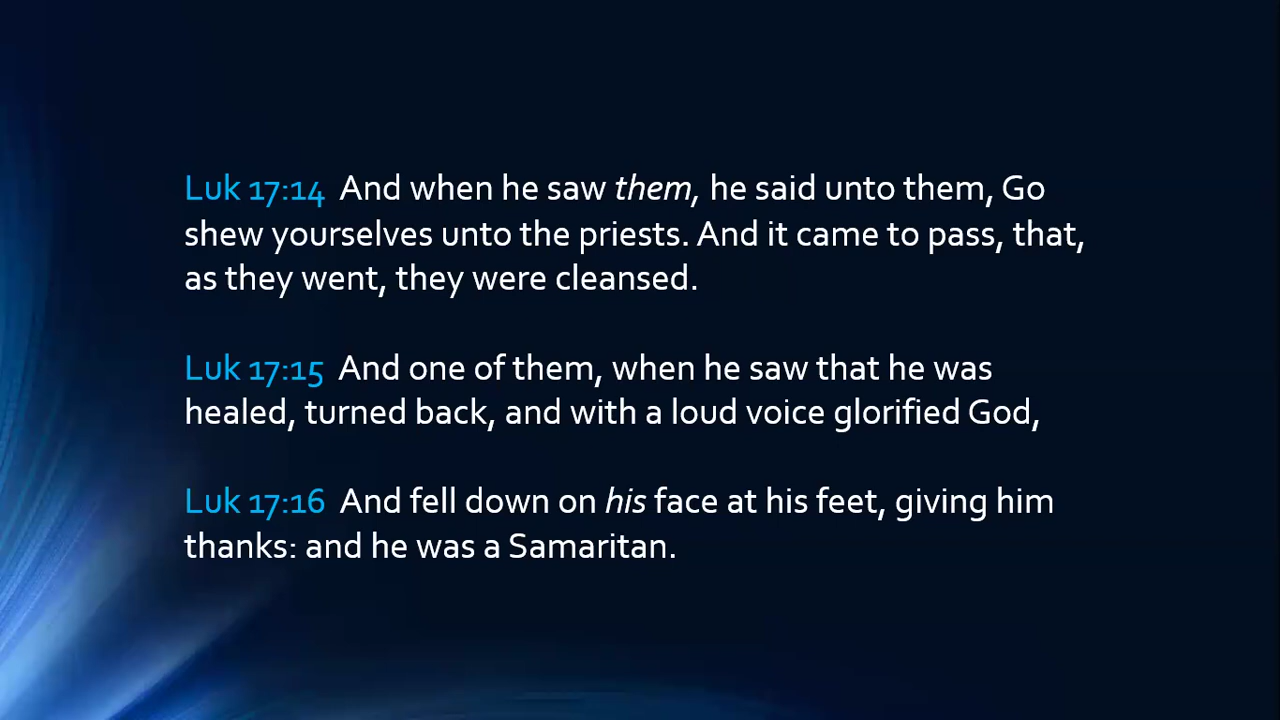 Luk 17:14 And when he saw them, he said unto them, Go
shew yourselves unto the priests. And it came to pass, that,
as they went, they were cleansed.
Luk 17:15 And one of them, when he saw that he was
healed, turned back, and with a loud voice glorified God,
Luk 17:16 And fell down on his face at his feet, giving him
thanks: and he was a Samaritan.